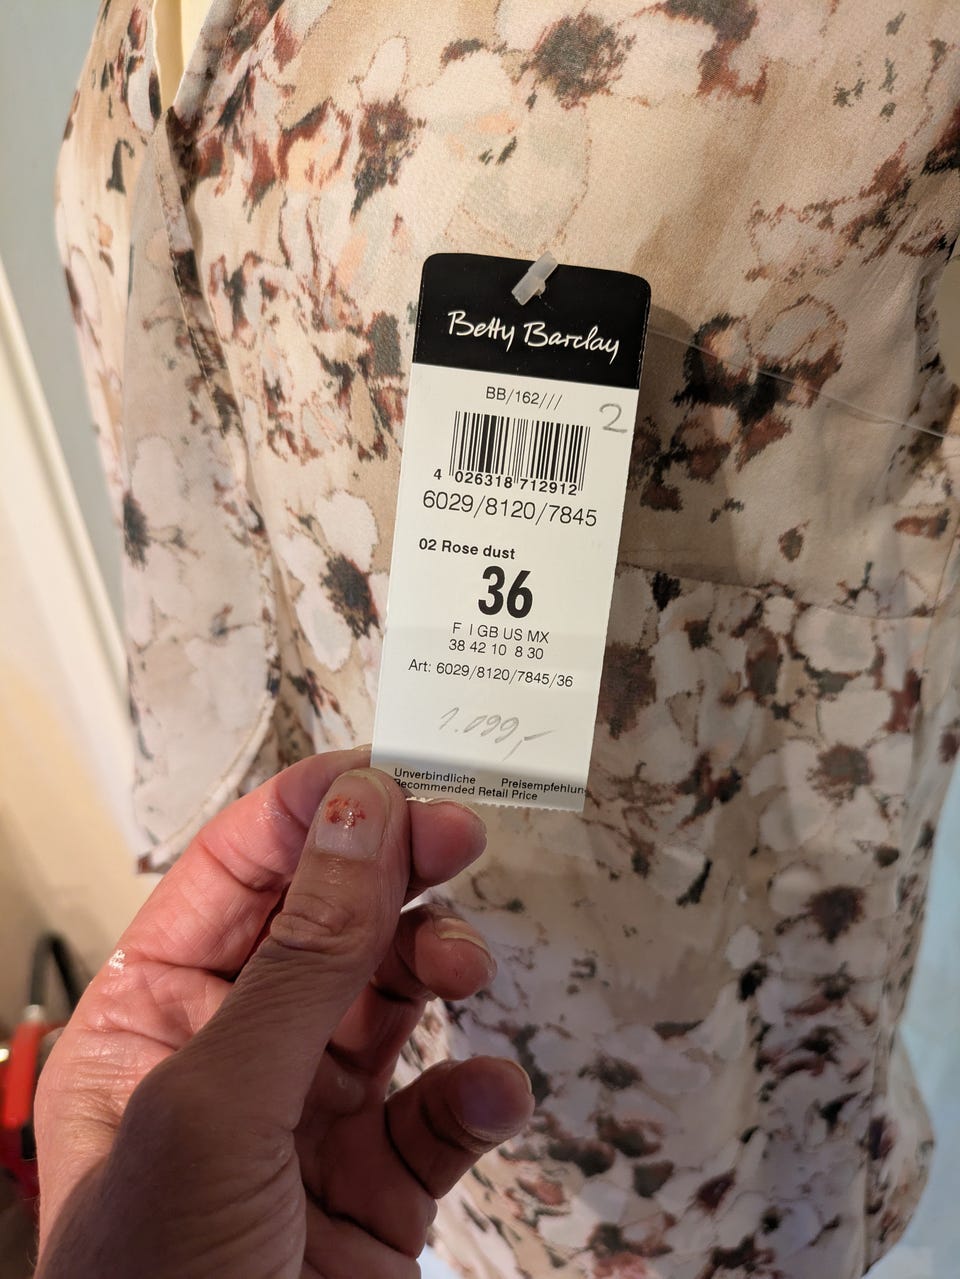 Betty Barclay
BB/162///
2
4 026318 712912
6029/8120/7845
02 Rose dust
36
F I GB US MX
38 42 10 8 30
Art: 6029/8120/7845/36
1.099,-
Unverbindliche Preisempfehlun
Recommended Retail Price